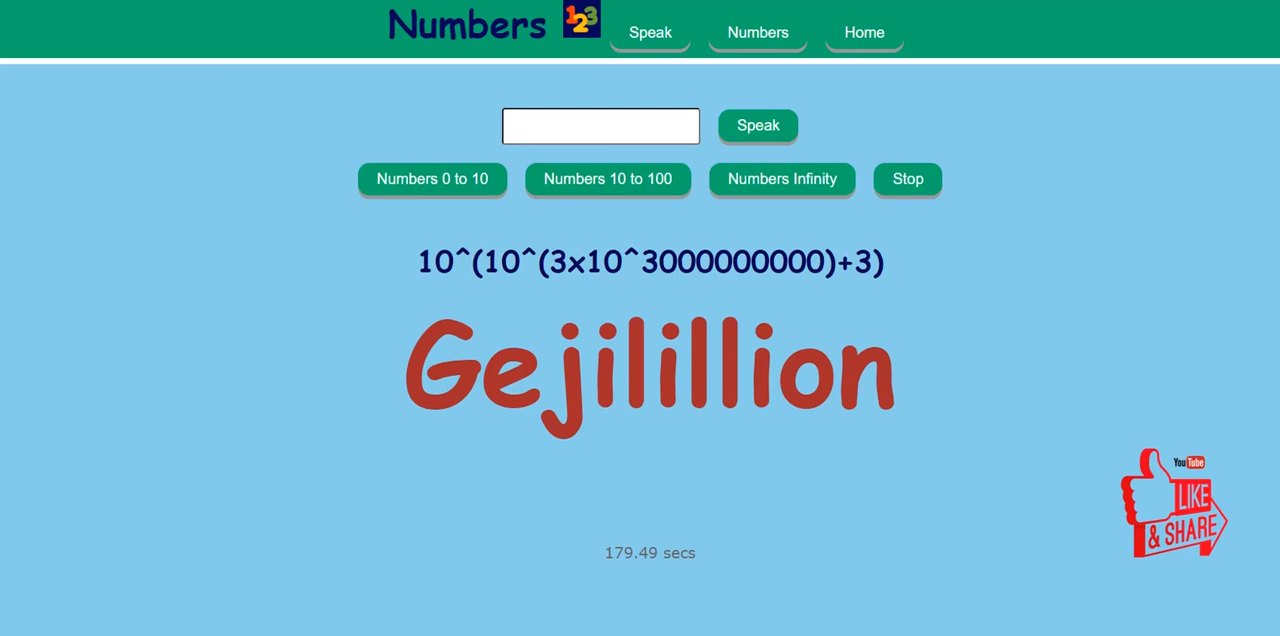 Numbers 123 Speak Numbers Home
Speak
Numbers 0 to 10 Numbers 10 to 100 Numbers Infinity Stop
10^(10^(3x10^3000000000)+3)
Gejilillion
YouTube
LIKE
& SHARE
179.49 secs